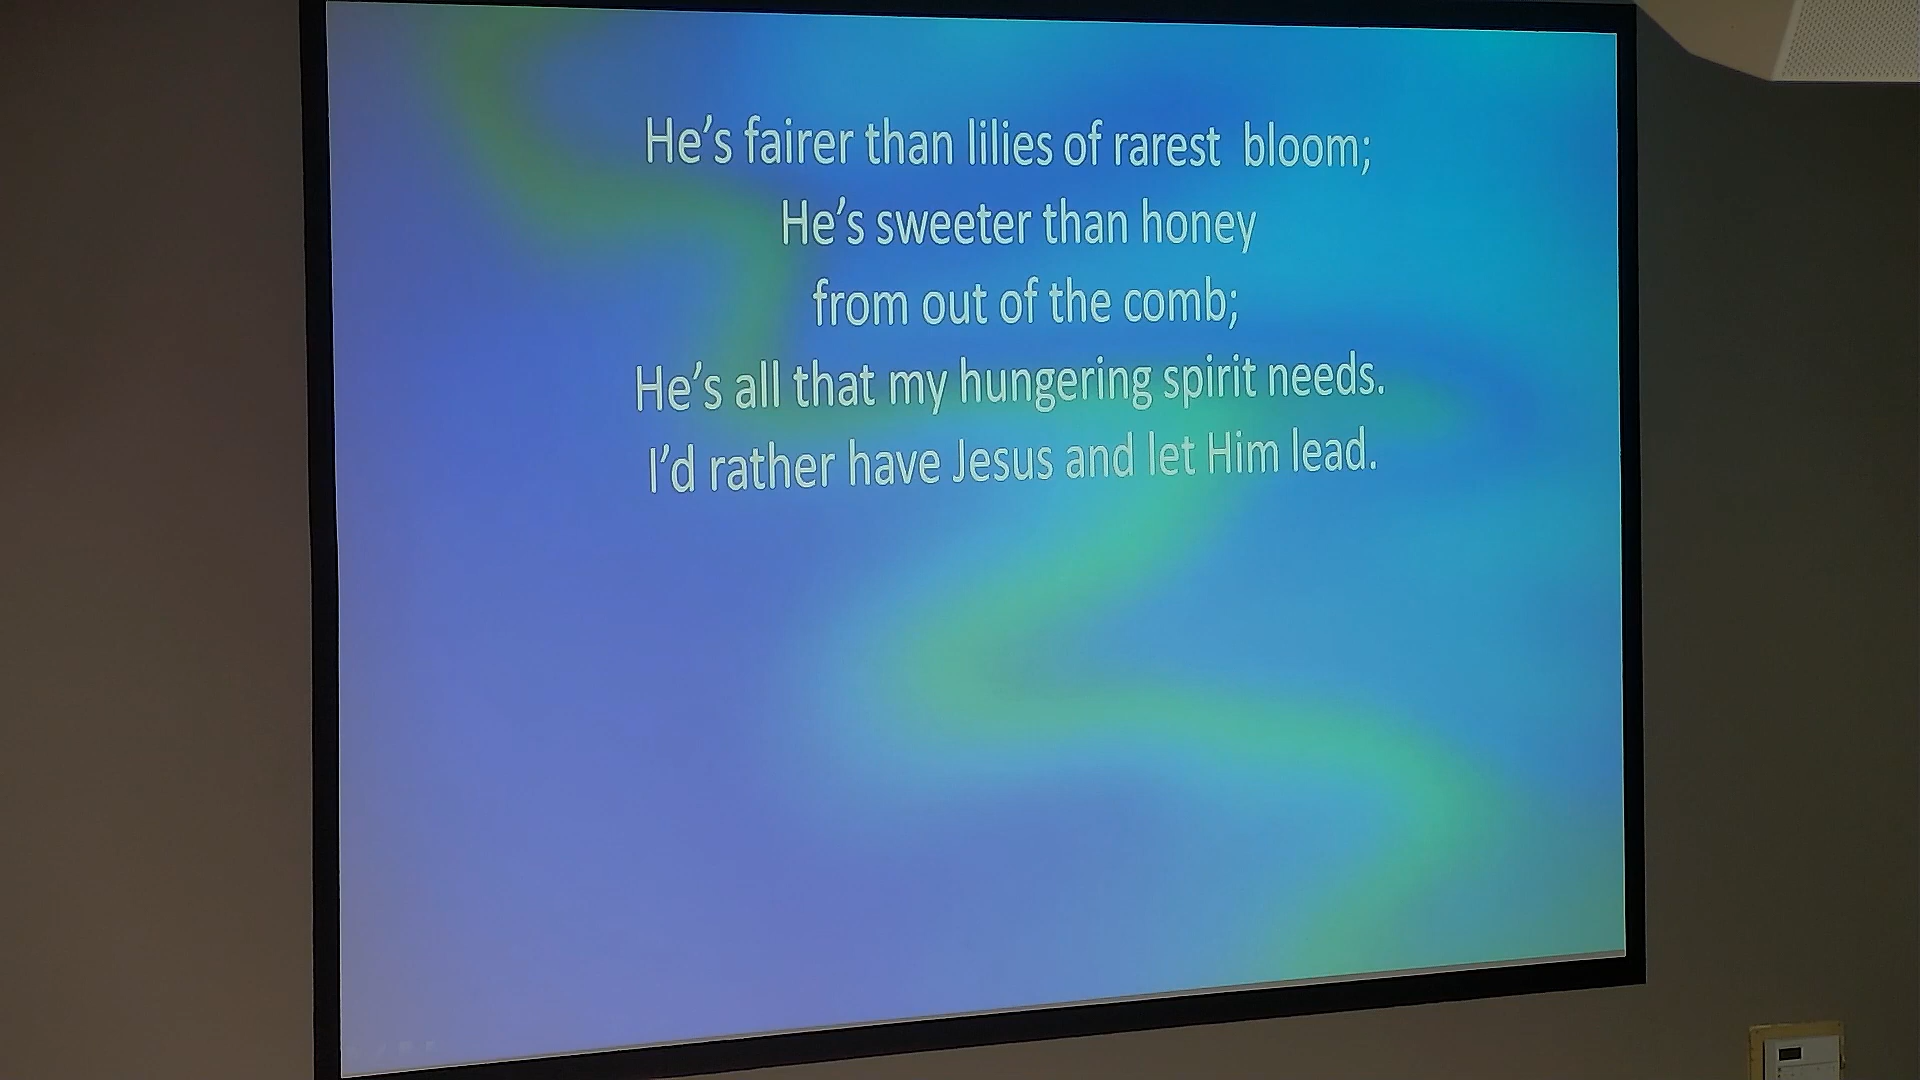 He's fairer than lilies of rarest  bloom;
He's sweeter than honey
from out of the comb;
He's all that my hungering spirit needs.
I'd rather have Jesus and let Him lead.